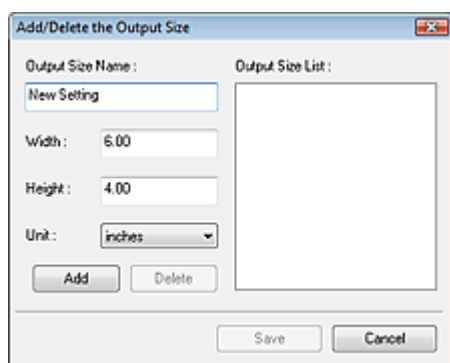 Add/Delete the Output Size
Output Size Name :
New Setting
Width :
6.00
Height :
4.00
Unit :
inches
Add
Delete
Output Size List :
Save
Cancel